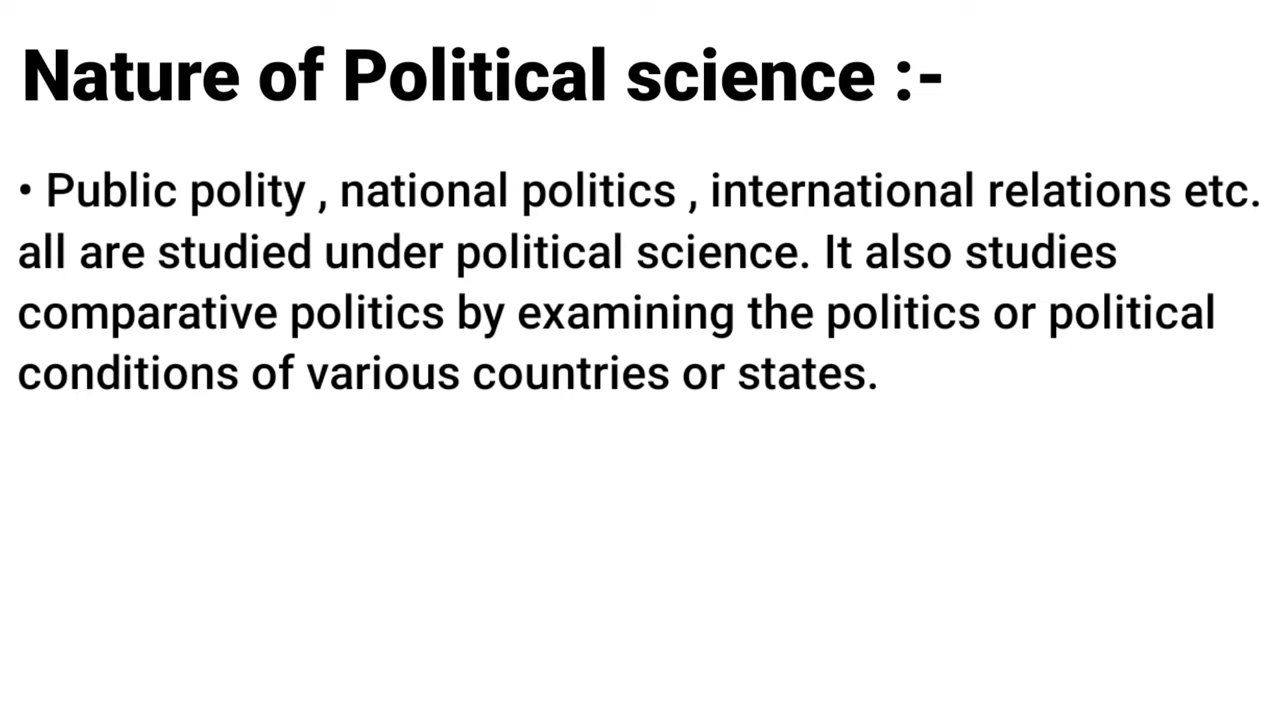 Nature of Political science :-
• Public polity , national politics , international relations etc.
all are studied under political science. It also studies
comparative politics by examining the politics or political
conditions of various countries or states.